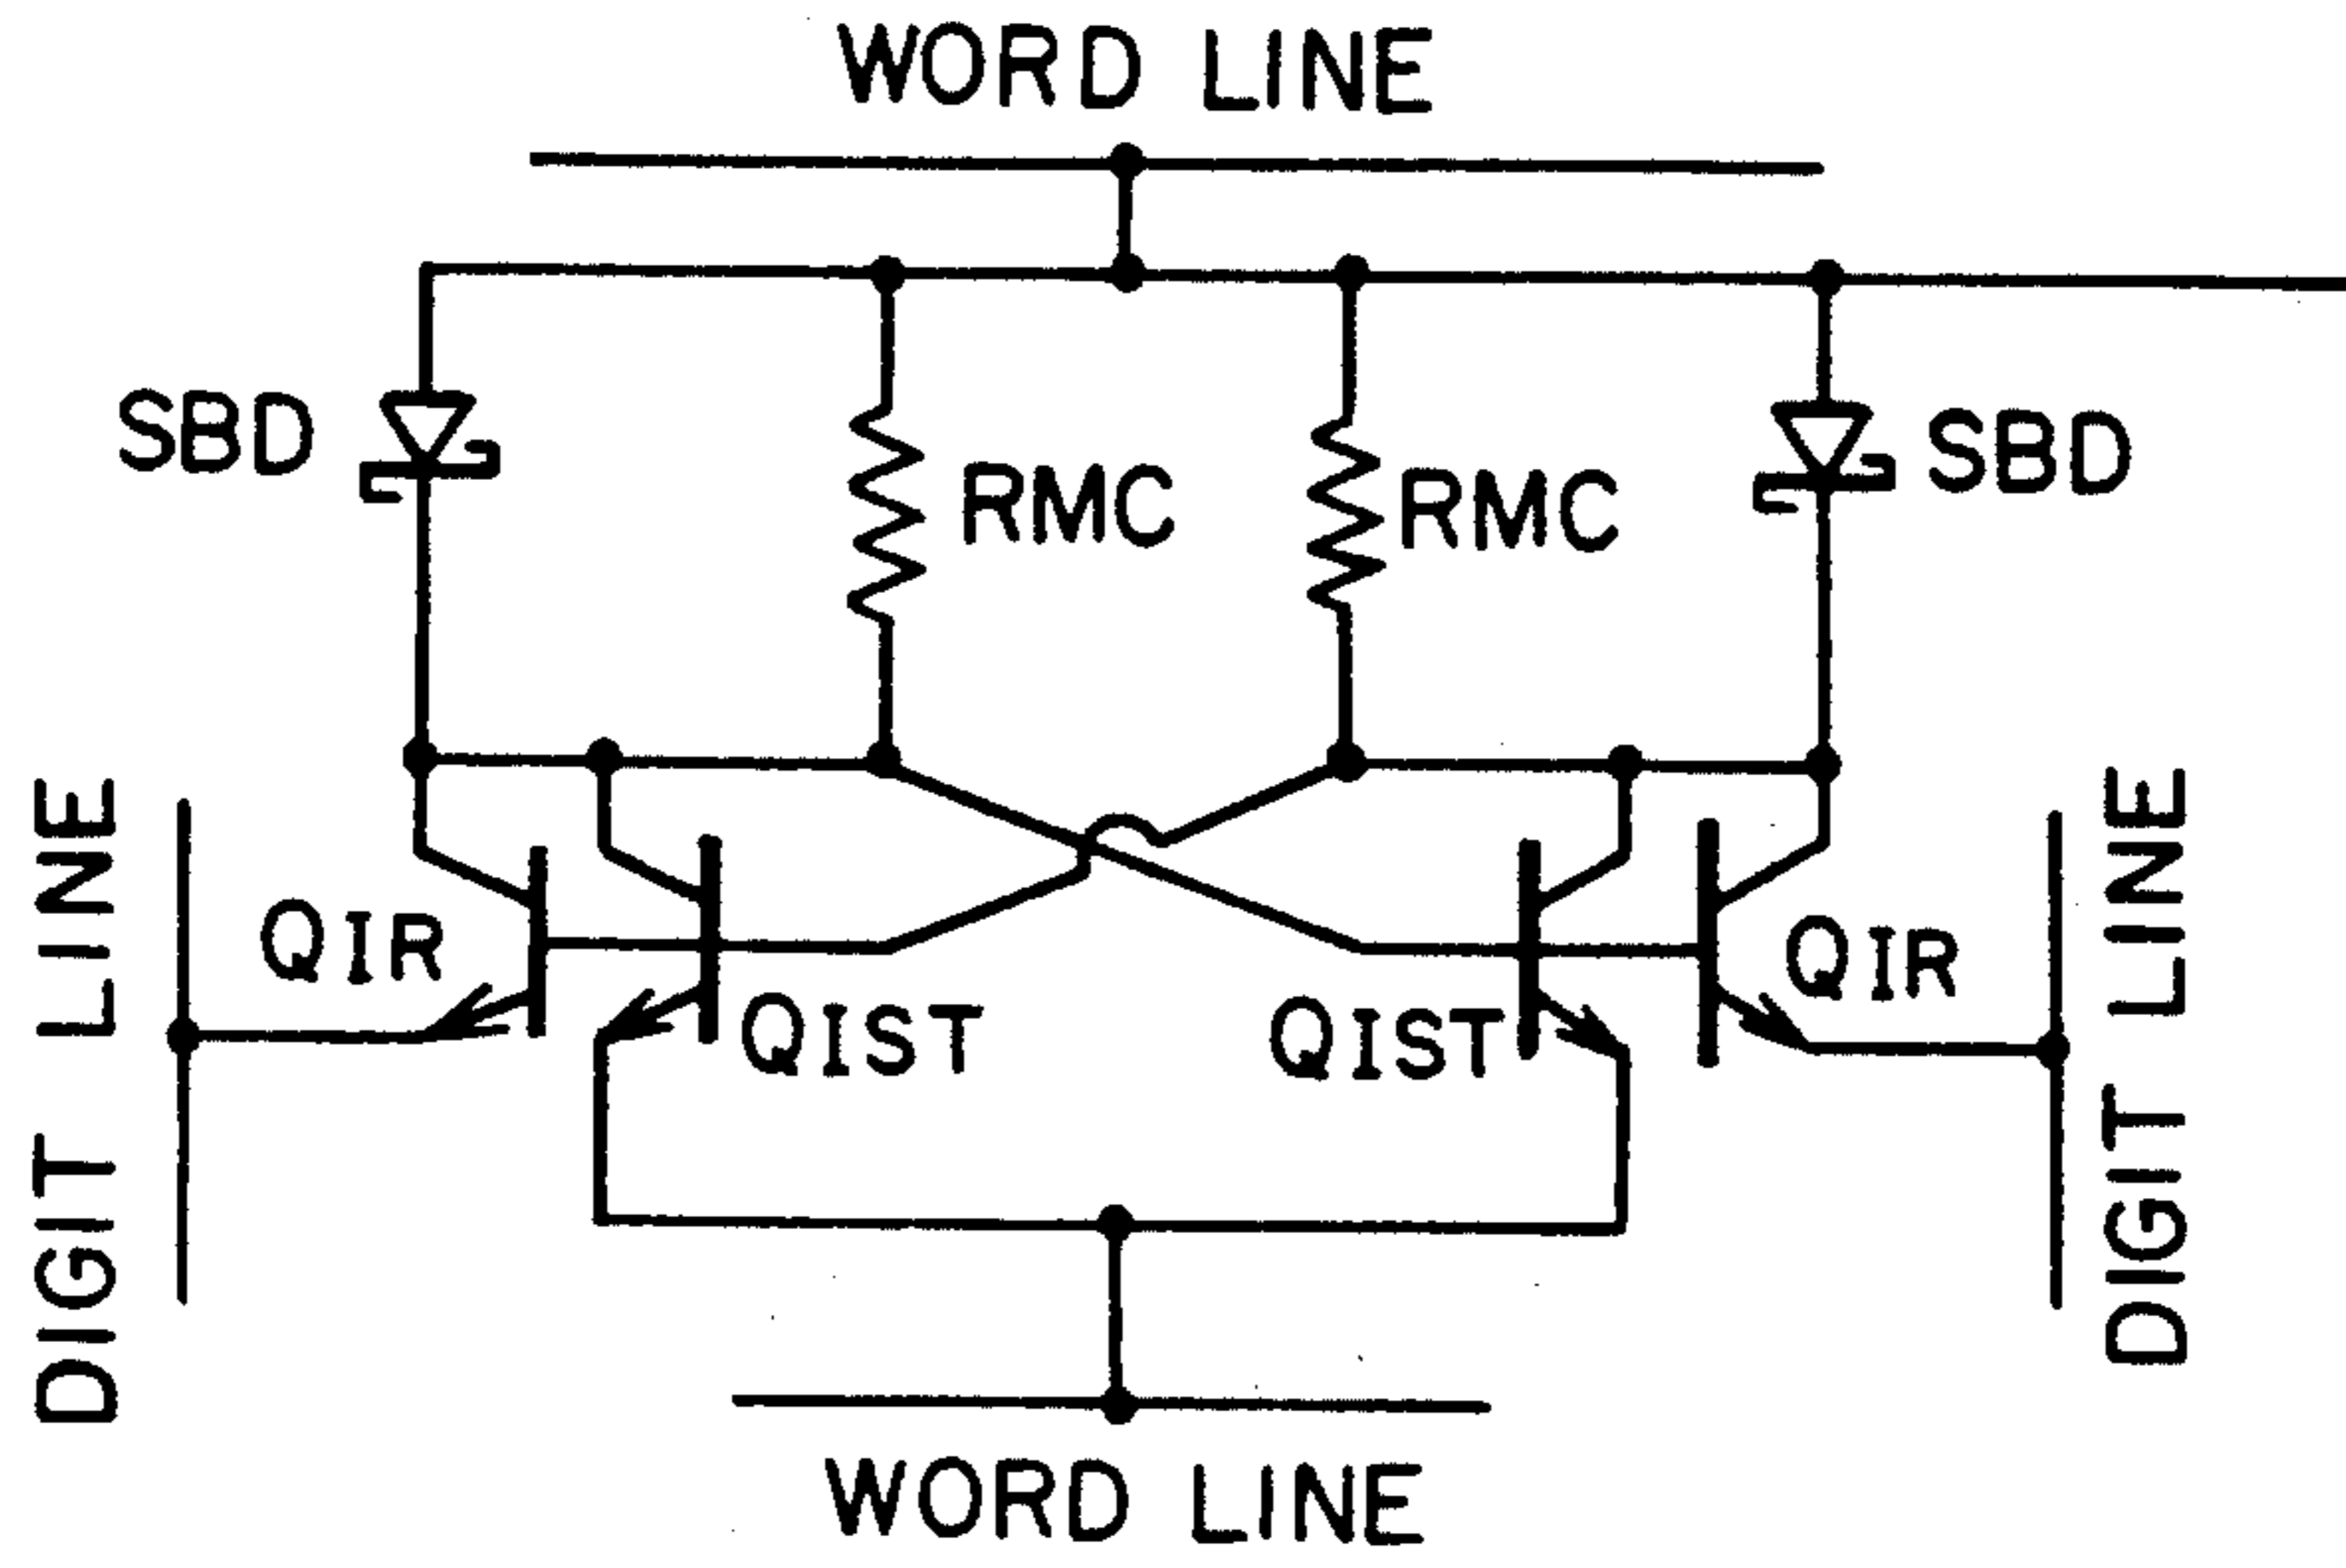 WORD LINE
SBD
RMC
RMC
SBD
DIGIT LINE
QIR
QIST
QIST
QIR
DIGIT LINE
WORD LINE